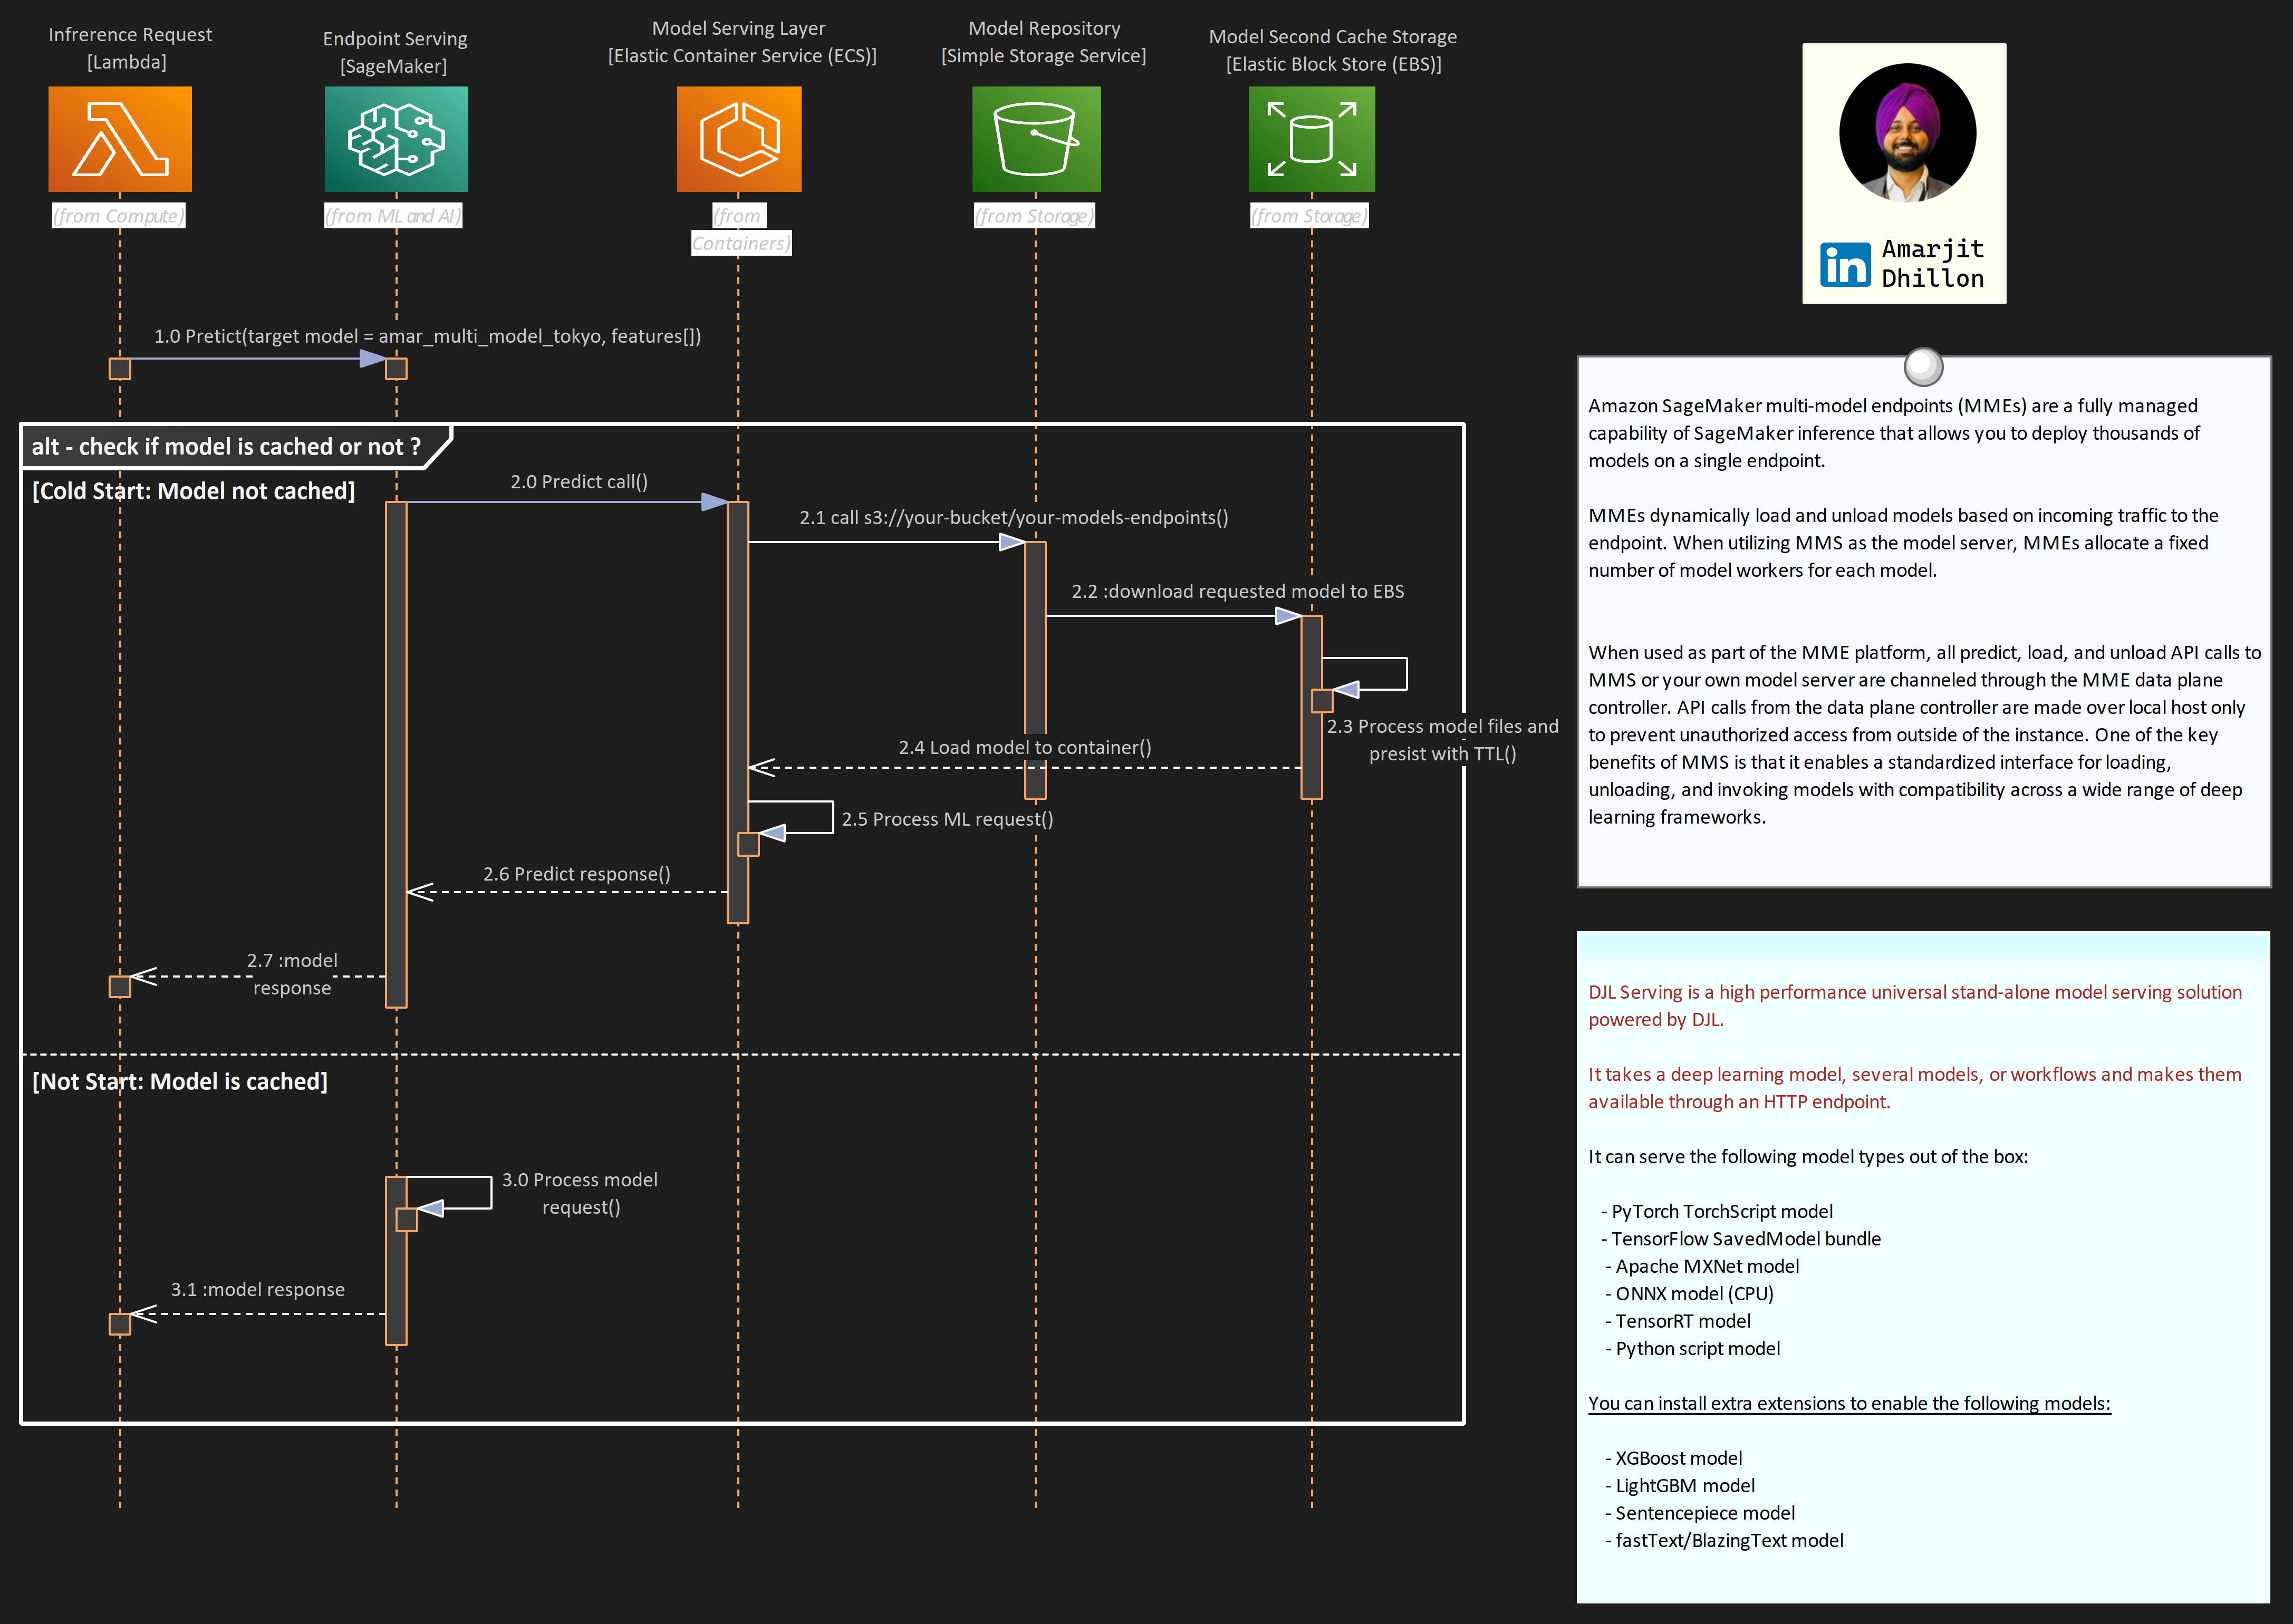 Infrerence Request
[Lambda]
Endpoint Serving
[SageMaker]
Model Serving Layer
[Elastic Container Service (ECS)]
Model Repository
[Simple Storage Service]
Model Second Cache Storage
[Elastic Block Store (EBS)]
(from Compute)
(from ML and AI)
(from
Containers)
(from Storage)
(from Storage)
1.0 Pretict(target model = amar_multi_model_tokyo, features[])
alt - check if model is cached or not ?
[Cold Start: Model not cached]
2.0 Predict call()
2.1 call s3://your-bucket/your-models-endpoints()
2.2 :download requested model to EBS
2.3 Process model files and
presist with TTL()
2.4 Load model to container()
2.5 Process ML request()
2.6 Predict response()
2.7 :model
response
[Not Start: Model is cached]
3.0 Process model
request()
3.1 :model response
in
Amarjit
Dhillon
Amazon SageMaker multi-model endpoints (MMEs) are a fully managed
capability of SageMaker inference that allows you to deploy thousands of
models on a single endpoint.
MMEs dynamically load and unload models based on incoming traffic to the
endpoint. When utilizing MMS as the model server, MMEs allocate a fixed
number of model workers for each model.
When used as part of the MME platform, all predict, load, and unload API calls to
MMS or your own model server are channeled through the MME data plane
controller. API calls from the data plane controller are made over local host only
to prevent unauthorized access from outside of the instance. One of the key
benefits of MMS is that it enables a standardized interface for loading,
unloading, and invoking models with compatibility across a wide range of deep
learning frameworks.
DJL Serving is a high performance universal stand-alone model serving solution
powered by DJL.
It takes a deep learning model, several models, or workflows and makes them
available through an HTTP endpoint.
It can serve the following model types out of the box:
- PyTorch TorchScript model
- TensorFlow SavedModel bundle
- Apache MXNet model
- ONNX model (CPU)
- TensorRT model
- Python script model
You can install extra extensions to enable the following models:
- XGBoost model
- LightGBM model
- Sentencepiece model
- fastText/BlazingText model